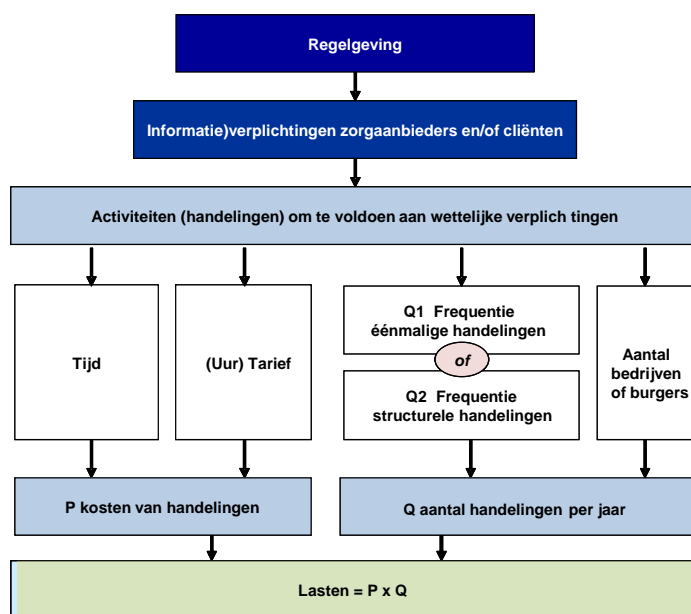 Regelgeving
Informatie)verplichtingen zorgaanbieders en/of cliënten
Activiteiten (handelingen) om te voldoen aan wettelijke verplich tingen
Tijd
(Uur) Tarief
Q1 Frequentie
éénmalige handelingen
of
Q2 Frequentie
structurele handelingen
Aantal
bedrijven
of burgers
P kosten van handelingen
Q aantal handelingen per jaar
Lasten = P x Q